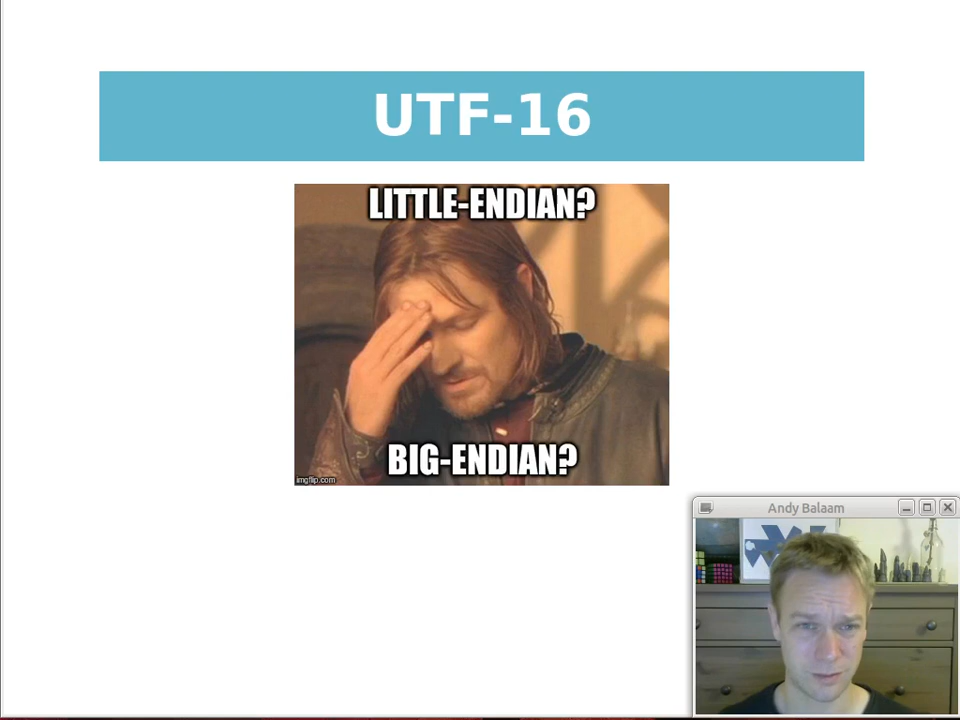 UTF-16
LITTLE-ENDIAN?
BIG-ENDIAN?
imgflip.com
Andy Balaam